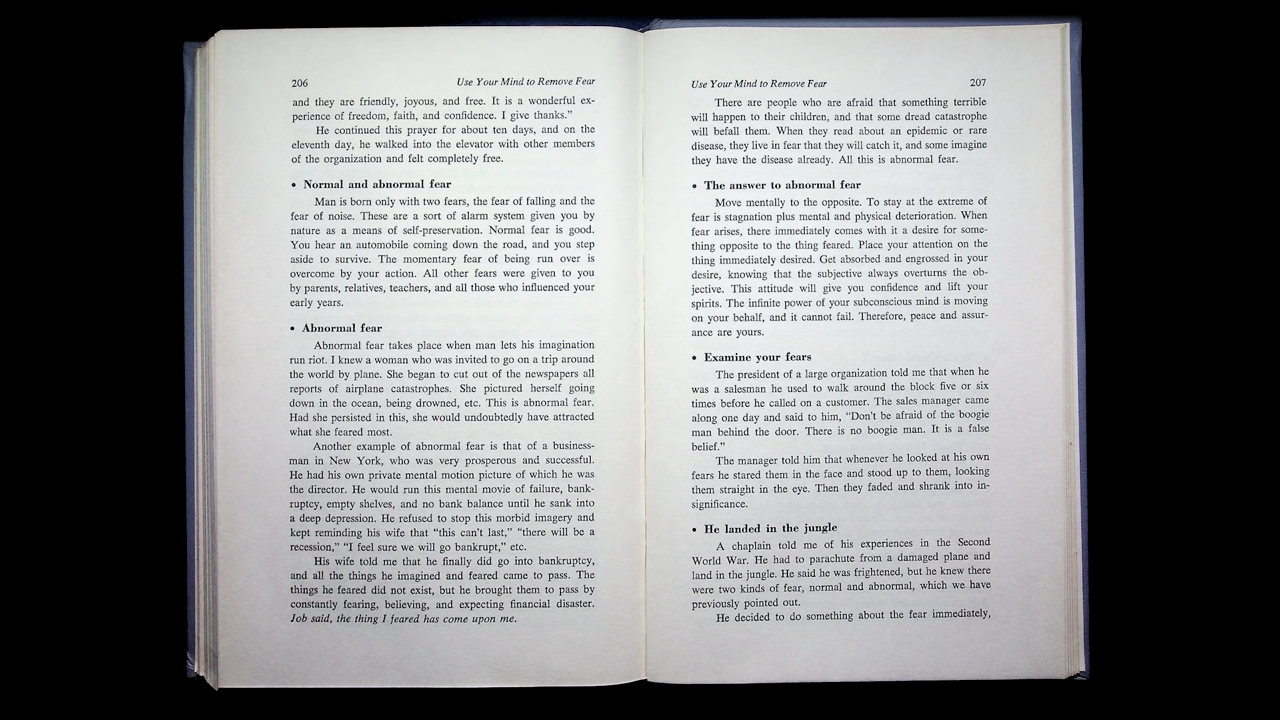 206
Use Your Mind to Remove Fear
and they are friendly, joyous, and free. It is a wonderful ex-
perience of freedom, faith, and confidence. I give thanks.”
He continued this prayer for about ten days, and on the
eleventh day, he walked into the elevator with other members
of the organization and felt completely free.
• Normal and abnormal fear
Man is born only with two fears, the fear of falling and the
fear of noise. These are a sort of alarm system given you by
nature as a means of self-preservation. Normal fear is good.
You hear an automobile coming down the road, and you step
aside to survive. The momentary fear of being run over is
overcome by your action. All other fears were given to you
by parents, relatives, teachers, and all those who influenced your
early years.
• Abnormal fear
Abnormal fear takes place when man lets his imagination
run riot. I knew a woman who was invited to go on a trip around
the world by plane. She began to cut out of the newspapers all
reports of airplane catastrophes. She pictured herself going
down in the ocean, being drowned, etc. This is abnormal fear.
Had she persisted in this, she would undoubtedly have attracted
what she feared most.
Another example of abnormal fear is that of a business-
man in New York, who was very prosperous and successful.
He had his own private mental motion picture of which he was
the director. He would run this mental movie of failure, bank-
ruptcy, empty shelves, and no bank balance until he sank into
a deep depression. He refused to stop this morbid imagery and
kept reminding his wife that “this can’t last,” “there will be a
recession,” “I feel sure we will go bankrupt,” etc.
His wife told me that he finally did go into bankruptcy,
and all the things he imagined and feared came to pass. The
things he feared did not exist, but he brought them to pass by
constantly fearing, believing, and expecting financial disaster.
Job said, the thing I feared has come upon me.
Use Your Mind to Remove Fear
207
There are people who are afraid that something terrible
will happen to their children, and that some dread catastrophe
will befall them. When they read about an epidemic or rare
disease, they live in fear that they will catch it, and some imagine
they have the disease already. All this is abnormal fear.
• The answer to abnormal fear
Move mentally to the opposite. To stay at the extreme of
fear is stagnation plus mental and physical deterioration. When
fear arises, there immediately comes with it a desire for some-
thing opposite to the thing feared. Place your attention on the
thing immediately desired. Get absorbed and engrossed in your
desire, knowing that the subjective always overturns the ob-
jective. This attitude will give you confidence and lift your
spirits. The infinite power of your subconscious mind is moving
on your behalf, and it cannot fail. Therefore, peace and assur-
ance are yours.
• Examine your fears
The president of a large organization told me that when he
was a salesman he used to walk around the block five or six
times before he called on a customer. The sales manager came
along one day and said to him, “Don’t be afraid of the boogie
man behind the door. There is no boogie man. It is a false
belief.”
The manager told him that whenever he looked at his own
fears he stared them in the face and stood up to them, looking
them straight in the eye. Then they faded and shrank into in-
significance.
• He landed in the jungle
A chaplain told me of his experiences in the Second
World War. He had to parachute from a damaged plane and
land in the jungle. He said he was frightened, but he knew there
were two kinds of fear, normal and abnormal, which we have
previously pointed out.
He decided to do something about the fear immediately,